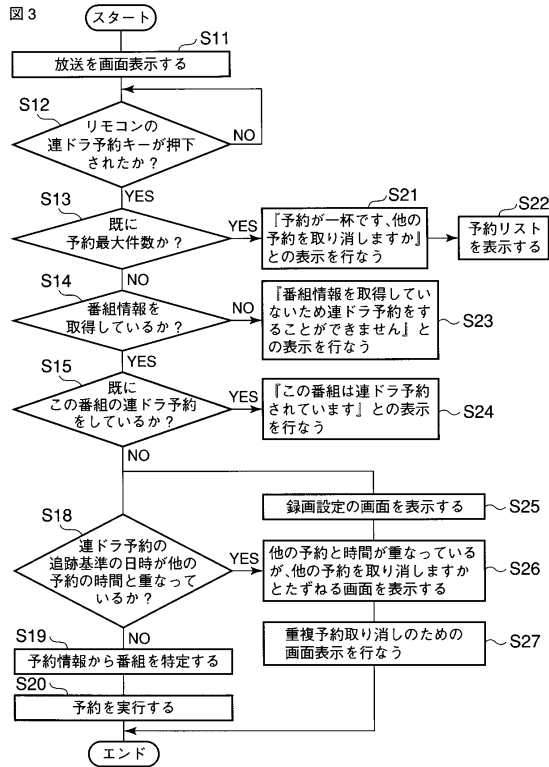 図3
スタート
S11
放送を画面表示する
S12
リモコンの
連ドラ予約キーが押下
されたか？
NO
YES
S13
既に
予約最大件数か？
YES
S21
『予約が一杯です、他の
予約を取り消しますか』
との表示を行なう
S22
予約リスト
を表示する
NO
S14
番組情報を
取得しているか？
NO
『番組情報を取得してい
ないため連ドラ予約をす
ることができません』と
の表示を行なう
S23
YES
S15
既に
この番組の連ドラ予約
をしているか？
YES
『この番組は連ドラ予約
されています』との表示
を行なう
S24
NO
録画設定の画面を表示する
S25
S18
連ドラ予約の
追跡基準の日時が他の
予約の時間と重なって
いるか？
YES
他の予約と時間が重なっている
が、他の予約を取り消しますか
とたずねる画面を表示する
S26
NO
重複予約取り消しのための
画面表示を行なう
S27
S19
予約情報から番組を特定する
S20
予約を実行する
エンド